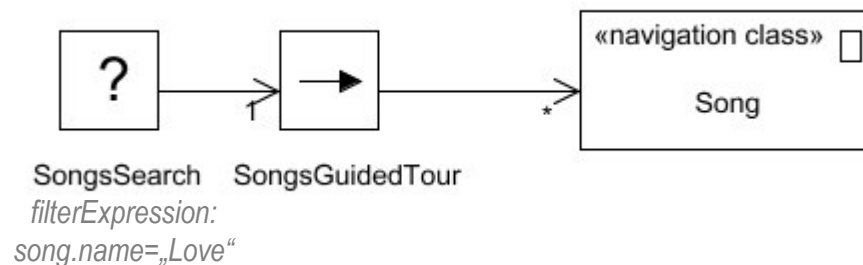 «navigation class»
?
Song
1
*
SongsSearch
SongsGuidedTour
filterExpression:
song.name=„Love“